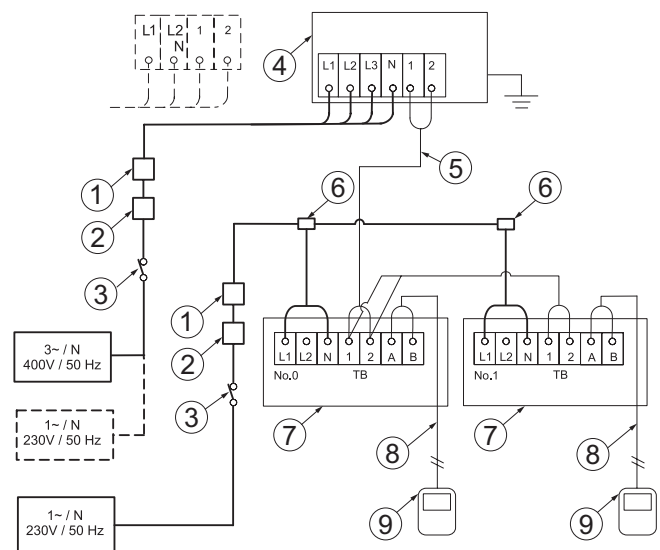 L1 L2 N 1 2
4
L1 L2 L3 N 1 2
1
2
3
5
6
6
1
2
3
3~ / N
400V / 50 Hz
1~ / N
230V / 50 Hz
1~ / N
230V / 50 Hz
L1 L2 N 1 2 A B
No.0 TB
L1 L2 N 1 2 A B
No.1 TB
7
8
7
8
9
9